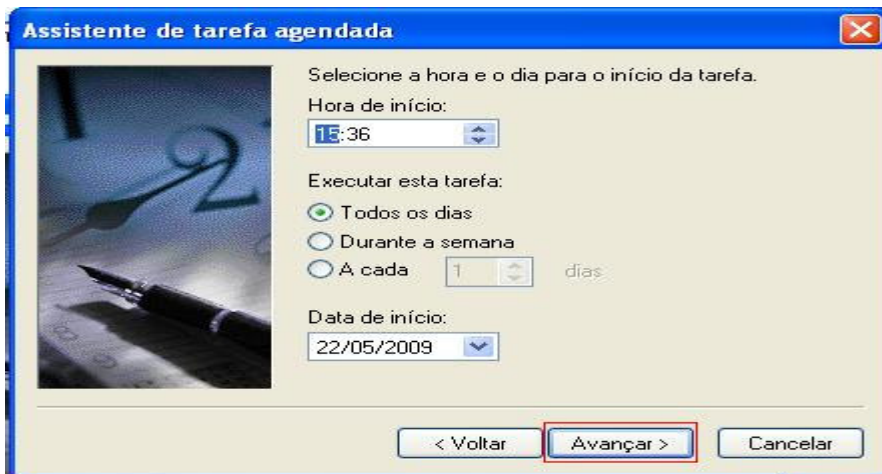 Assistente de tarefa agendada
Selecione a hora e o dia para o início da tarefa.
Hora de início:
15:36
Executar esta tarefa:
Todos os dias
Durante a semana
A cada 1 dias
Data de início:
22/05/2009
< Voltar Avançar > Cancelar